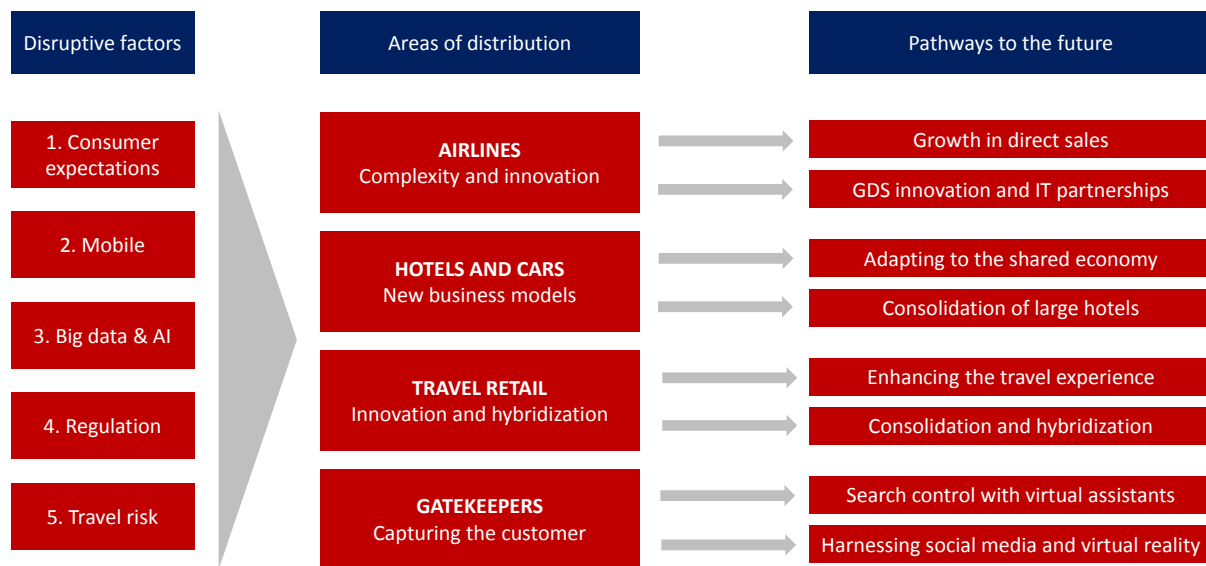 Disruptive factors
Areas of distribution
Pathways to the future
1. Consumer
expectations
2. Mobile
3. Big data & AI
4. Regulation
5. Travel risk
AIRLINES
Complexity and innovation
HOTELS AND CARS
New business models
TRAVEL RETAIL
Innovation and hybridization
GATEKEEPERS
Capturing the customer
Growth in direct sales
GDS innovation and IT partnerships
Adapting to the shared economy
Consolidation of large hotels
Enhancing the travel experience
Consolidation and hybridization
Search control with virtual assistants
Harnessing social media and virtual reality